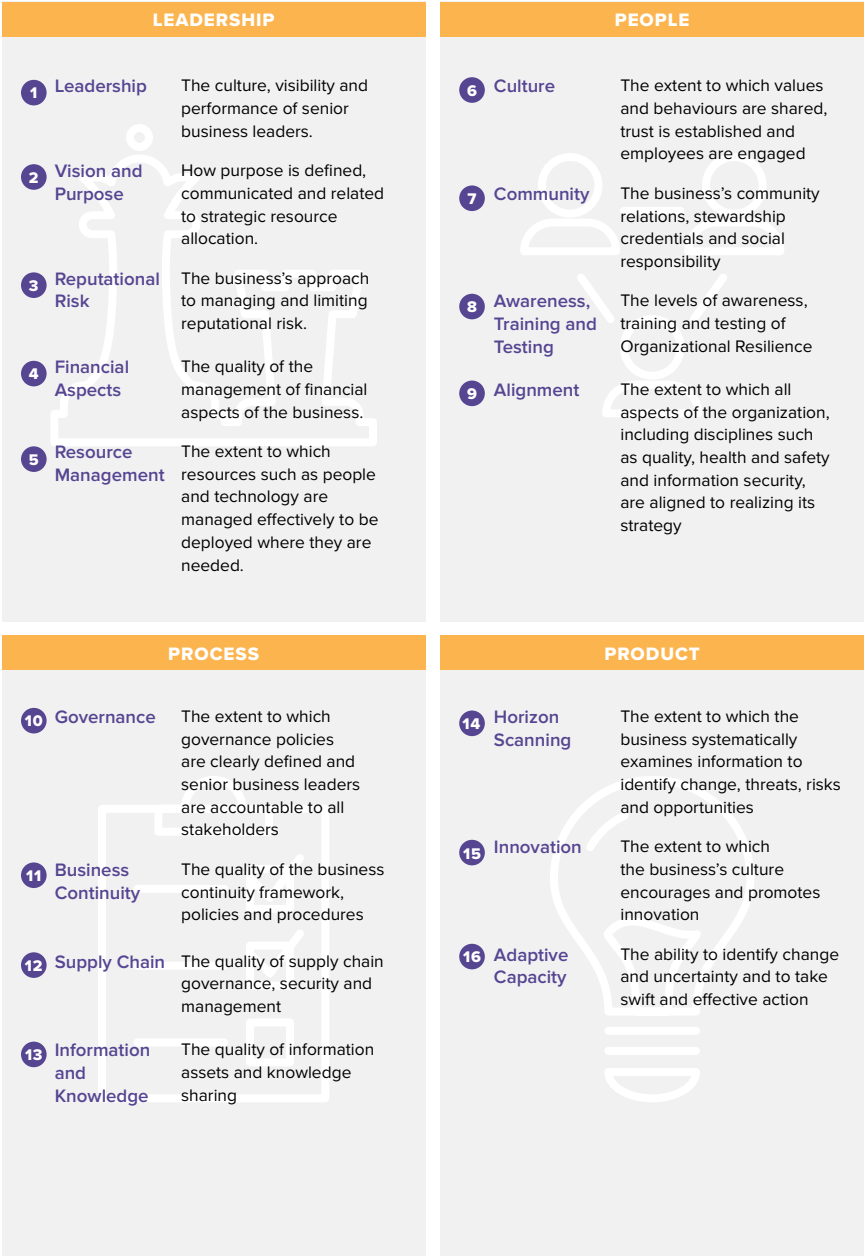 LEADERSHIP
1 Leadership The culture, visibility and
performance of senior
business leaders.
2 Vision and How purpose is defined,
Purpose communicated and related
to strategic resource
allocation.
3 Reputational The business’s approach
Risk to managing and limiting
reputational risk.
4 Financial The quality of the
Aspects management of financial
aspects of the business.
5 Resource The extent to which
Management resources such as people
and technology are
managed effectively to be
deployed where they are
needed.
PEOPLE
6 Culture The extent to which values
and behaviours are shared,
trust is established and
employees are engaged
7 Community The business’s community
relations, stewardship
credentials and social
responsibility
8 Awareness, The levels of awareness,
Training and training and testing of
Testing Organizational Resilience
9 Alignment The extent to which all
aspects of the organization,
including disciplines such
as quality, health and safety
and information security,
are aligned to realizing its
strategy
PROCESS
10 Governance The extent to which
governance policies
are clearly defined and
senior business leaders
are accountable to all
stakeholders
11 Business The quality of the business
Continuity continuity framework,
policies and procedures
12 Supply Chain The quality of supply chain
governance, security and
management
13 Information The quality of information
and assets and knowledge
Knowledge sharing
PRODUCT
14 Horizon The extent to which the
Scanning business systematically
examines information to
identify change, threats, risks
and opportunities
15 Innovation The extent to which
the business’s culture
encourages and promotes
innovation
16 Adaptive The ability to identify change
Capacity and uncertainty and to take
swift and effective action